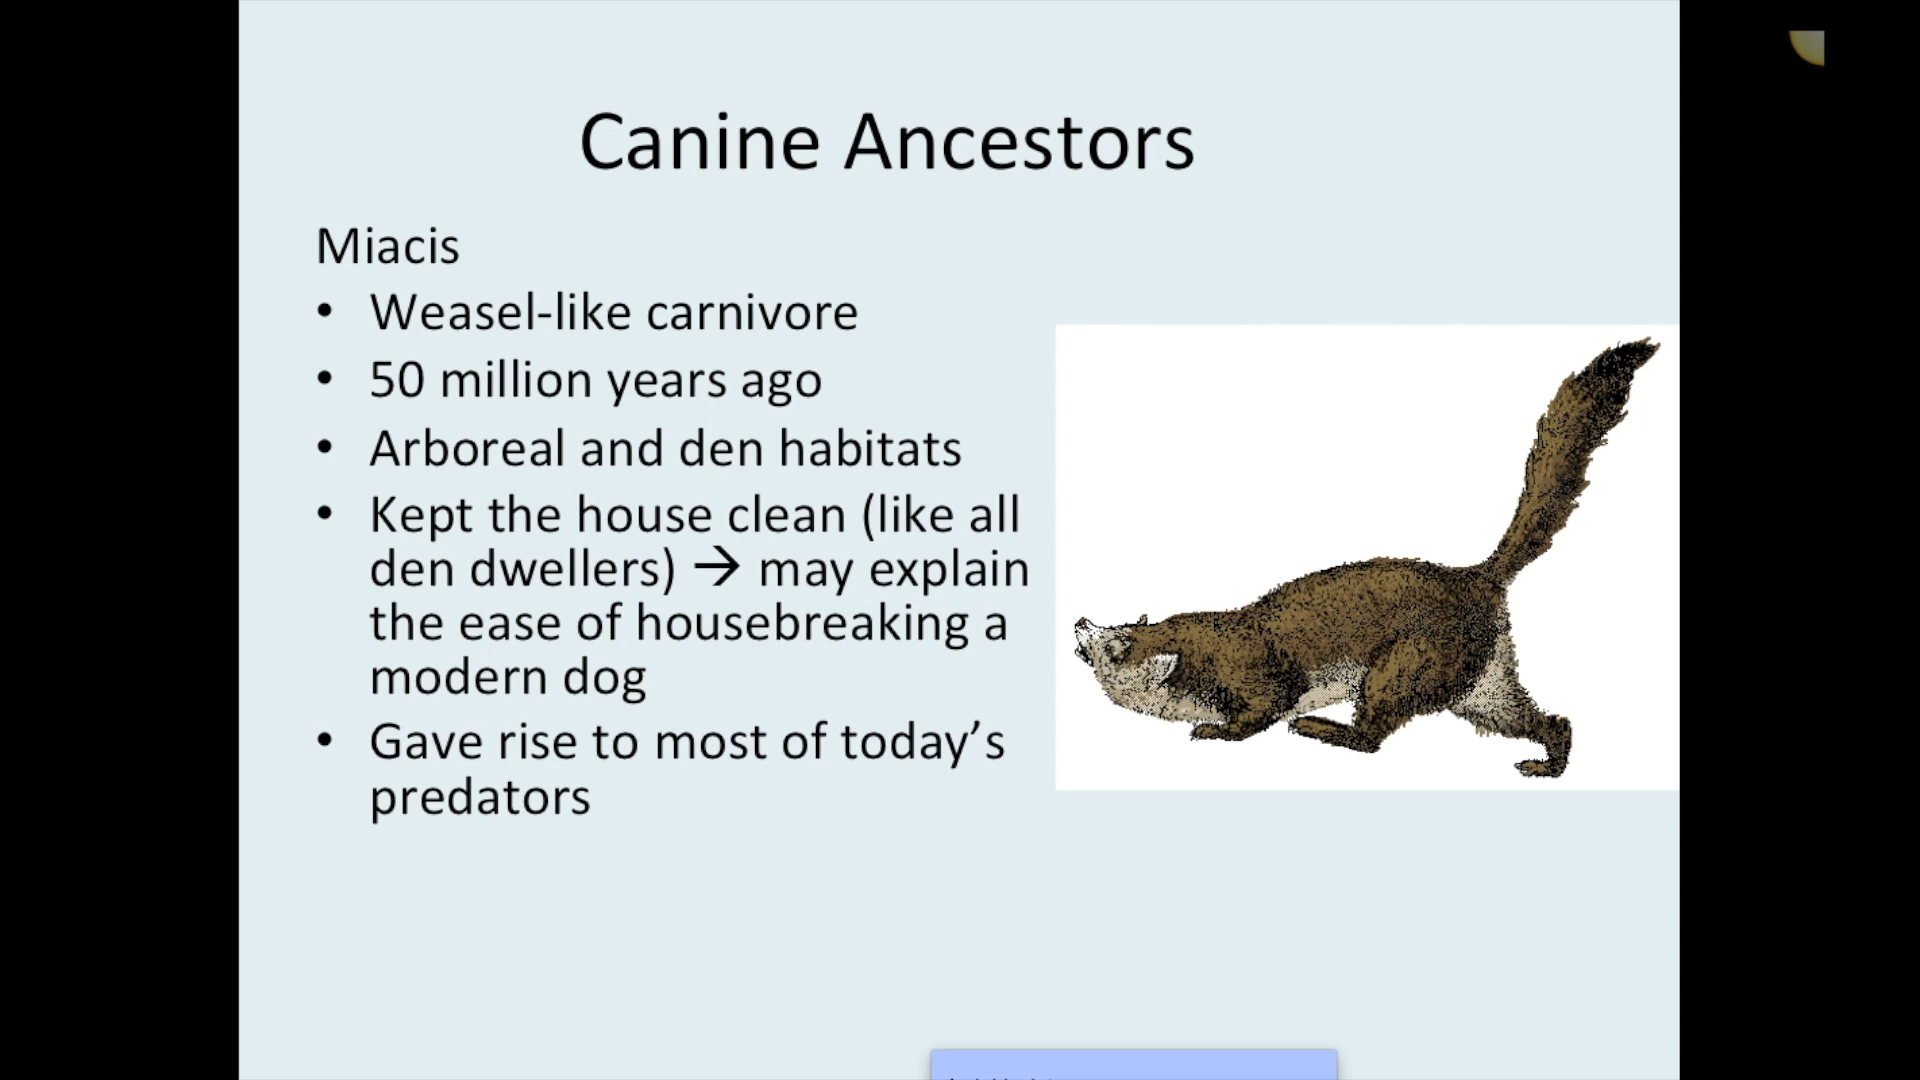 Canine Ancestors
Miacis
• Weasel-like carnivore
• 50 million years ago
• Arboreal and den habitats
• Kept the house clean (like all
den dwellers) → may explain
the ease of housebreaking a
modern dog
• Gave rise to most of today’s
predators